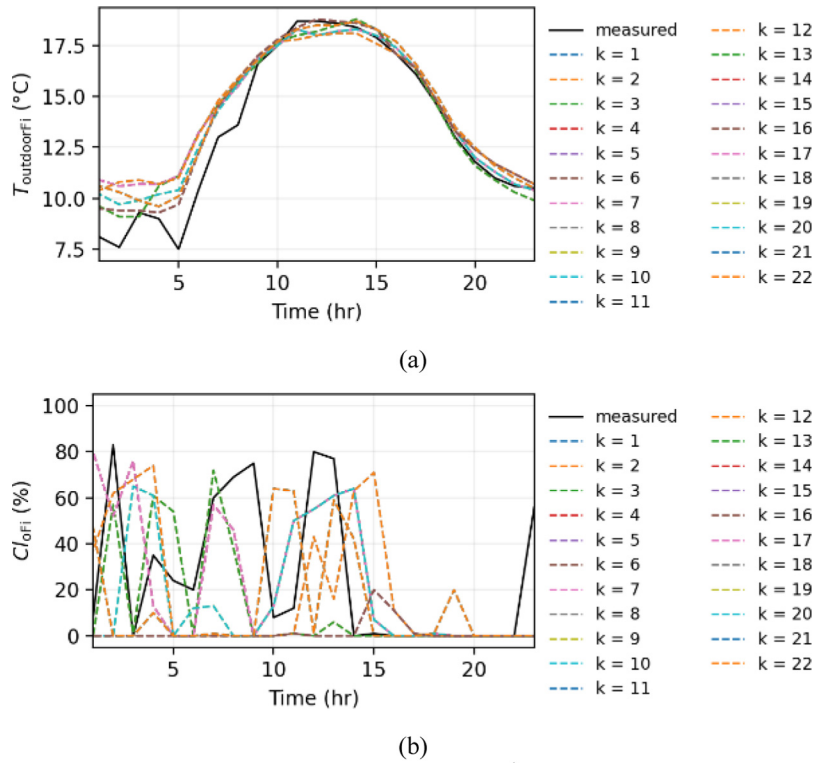 17.5
15.0
12.5
10.0
7.5
T_outdoorFi (°C)
5 10 15 20
Time (hr)
measured
k = 1
k = 2
k = 3
k = 4
k = 5
k = 6
k = 7
k = 8
k = 9
k = 10
k = 11
k = 12
k = 13
k = 14
k = 15
k = 16
k = 17
k = 18
k = 19
k = 20
k = 21
k = 22
(a)
100
80
60
40
20
0
Cl_oFi (%)
5 10 15 20
Time (hr)
measured
k = 1
k = 2
k = 3
k = 4
k = 5
k = 6
k = 7
k = 8
k = 9
k = 10
k = 11
k = 12
k = 13
k = 14
k = 15
k = 16
k = 17
k = 18
k = 19
k = 20
k = 21
k = 22
(b)